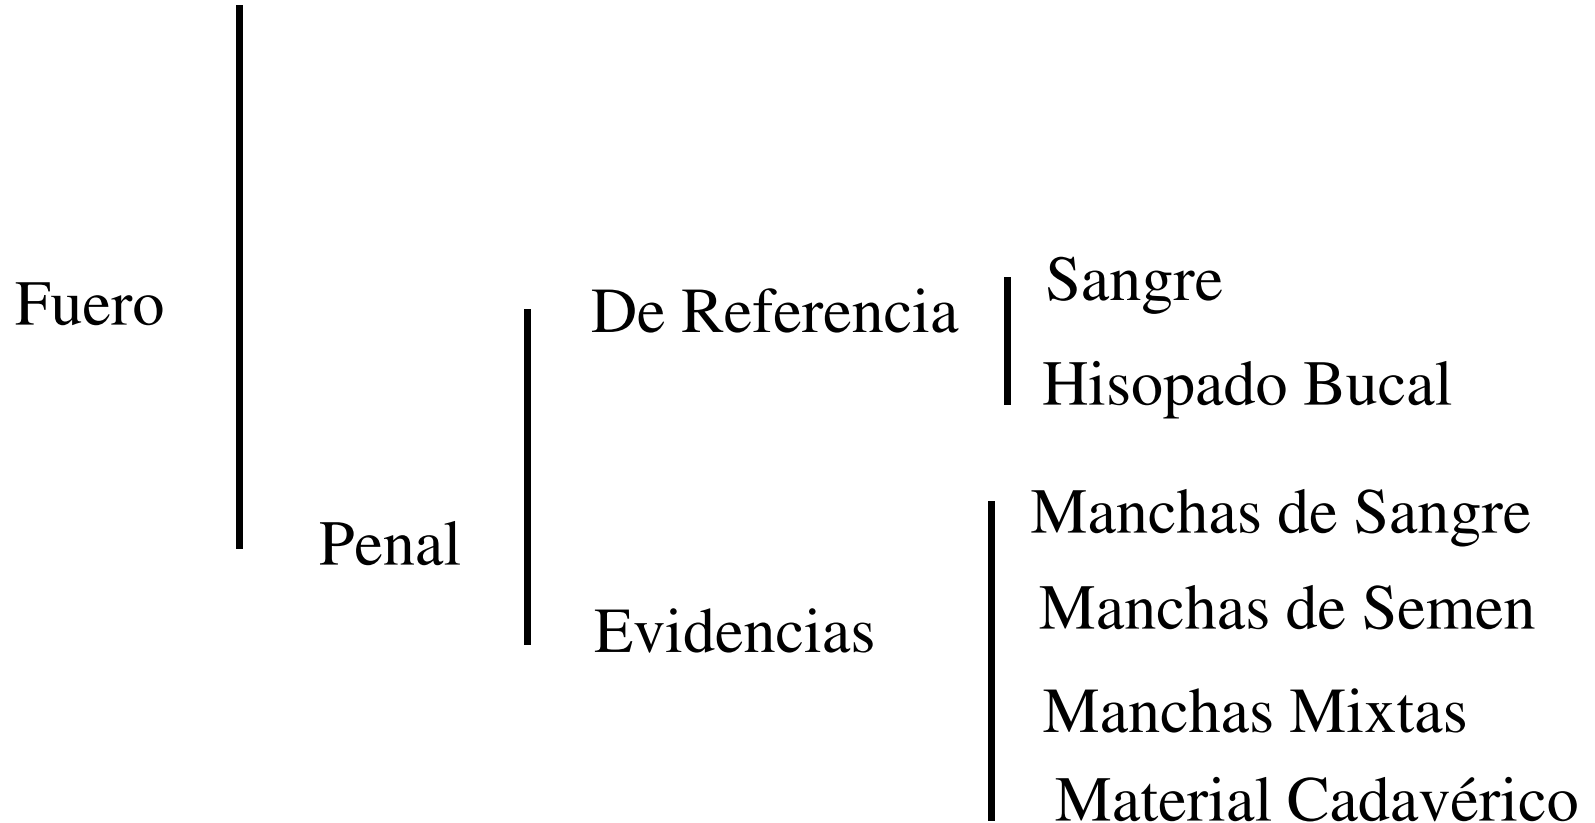 Fuero
Penal
De Referencia
Sangre
Hisopado Bucal
Evidencias
Manchas de Sangre
Manchas de Semen
Manchas Mixtas
Material Cadavérico